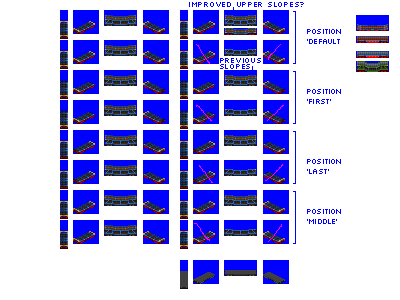 IMPROVED UPPER SLOPES?
POSITION
'DEFAULT
PREVIOUS
SLOPES:
POSITION
'FIRST'
POSITION
'LAST'
POSITION
'MIDDLE'